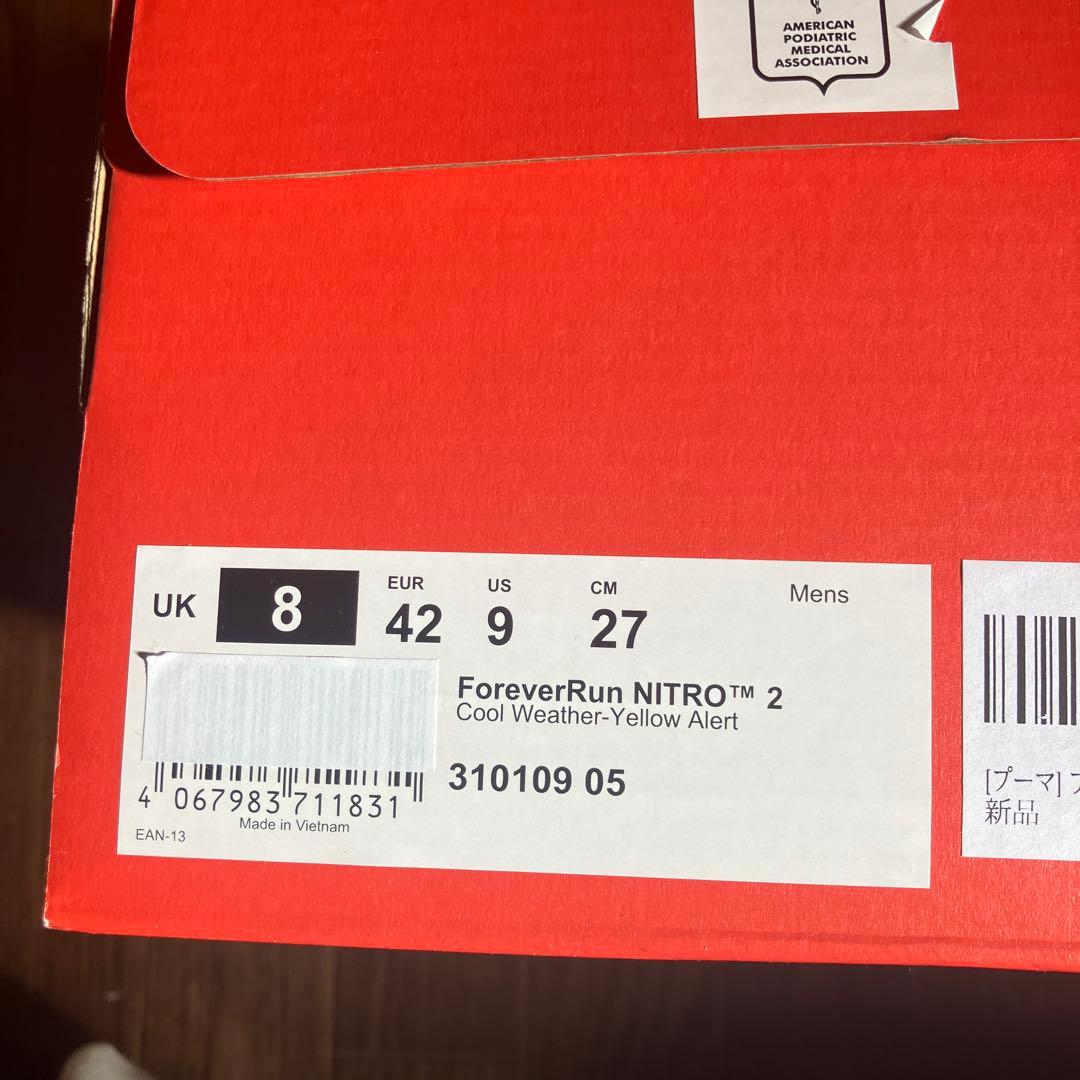 AMERICAN
PODIATRIC
MEDICAL
ASSOCIATION
UK 8
EUR 42
US 9
CM 27
Mens
ForeverRun NITRO™ 2
Cool Weather-Yellow Alert
310109 05
4 067983 711831
Made in Vietnam
EAN-13
[プーマ]
新品